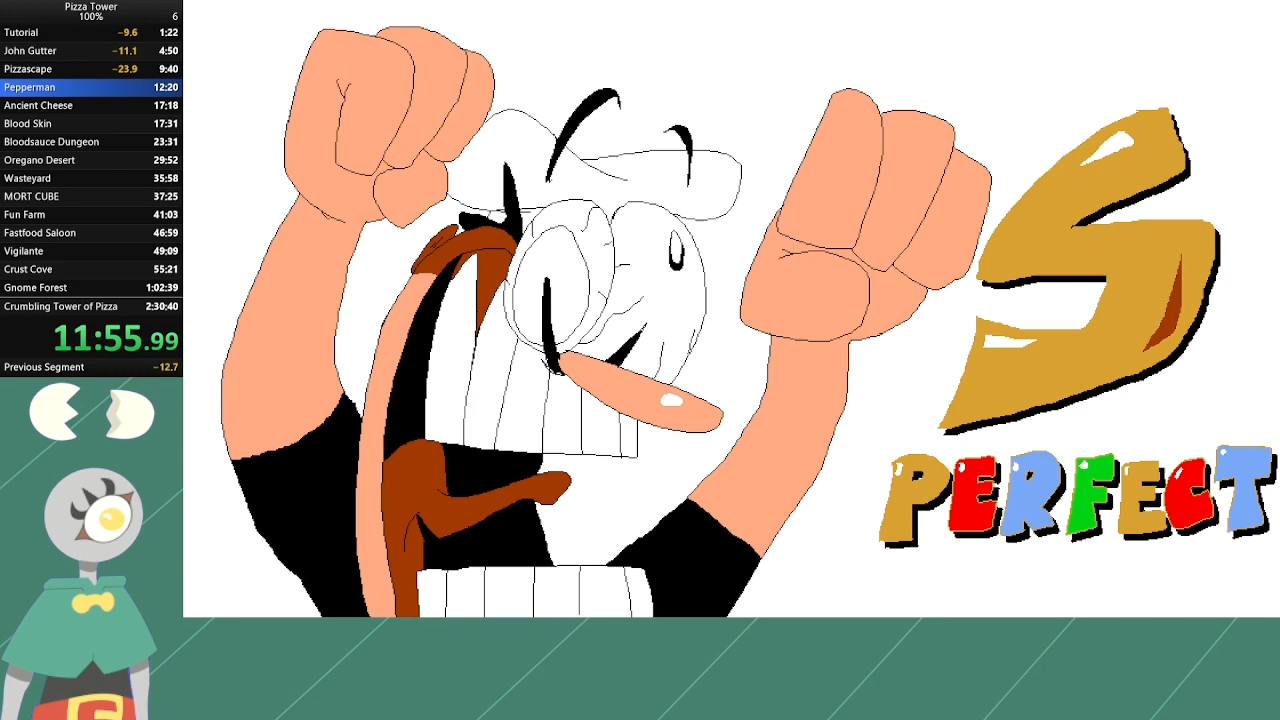 Pizza Tower
100% 6
Tutorial −9.6 1:22
John Gutter −11.1 4:50
Pizzascape −23.9 9:40
Pepperman 12:20
Ancient Cheese 17:18
Blood Skin 17:31
Bloodsauce Dungeon 23:31
Oregano Desert 29:52
Wasteyard 35:58
MORT CUBE 37:25
Fun Farm 41:03
Fastfood Saloon 46:59
Vigilante 49:09
Crust Cove 55:21
Gnome Forest 1:02:39
Crumbling Tower of Pizza 2:30:40
11:55.99
Previous Segment −12.7
S
PERFECT